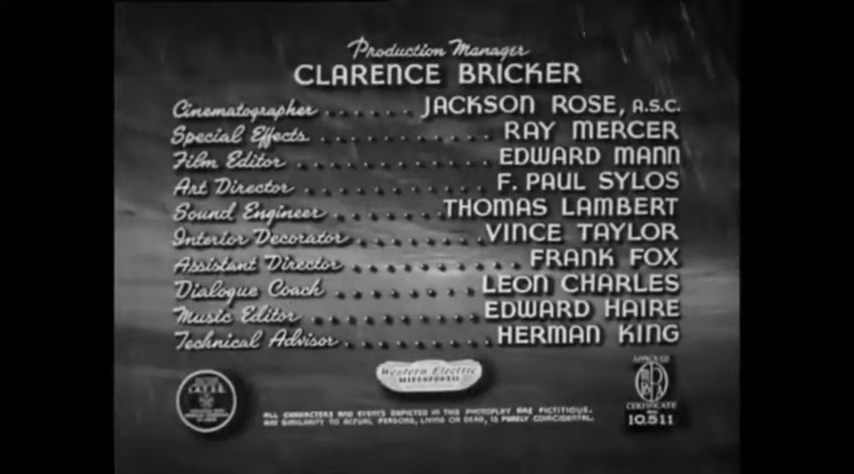 Production Manager
CLARENCE BRICKER
Cinematographer ...... JACKSON ROSE, A.S.C.
Special Effects ........... RAY MERCER
Film Editor ............ EDWARD MANN
Art Director ........... F. PAUL SYLOS
Sound Engineer ...... THOMAS LAMBERT
Interior Decorator ....... VINCE TAYLOR
Assistant Director ......... FRANK FOX
Dialogue Coach ....... LEON CHARLES
Music Editor ......... EDWARD HAIRE
Technical Advisor ........ HERMAN KING
Western Electric
ALL CHARACTERS AND EVENTS DEPICTED IN THIS PHOTOPLAY ARE FICTITIOUS.
ANY SIMILARITY TO ACTUAL PERSONS, LIVING OR DEAD, IS PURELY COINCIDENTAL.
APPROVED
CERTIFICATE
10.511